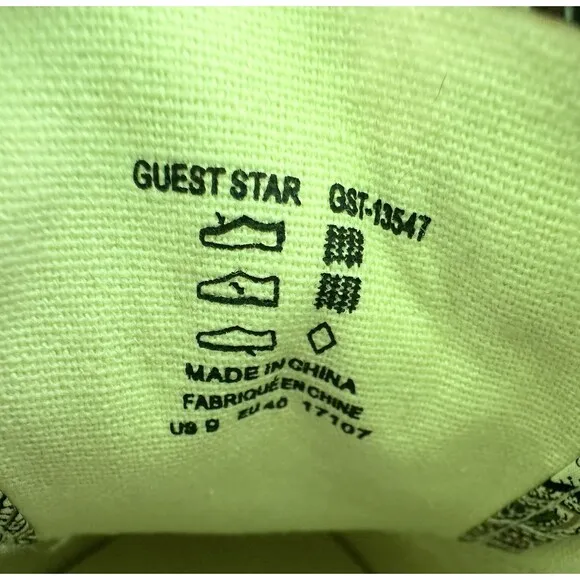 GUEST STAR GST-13547
MADE IN CHINA
FABRIQUÉ EN CHINE
US 9 EU 40 17107